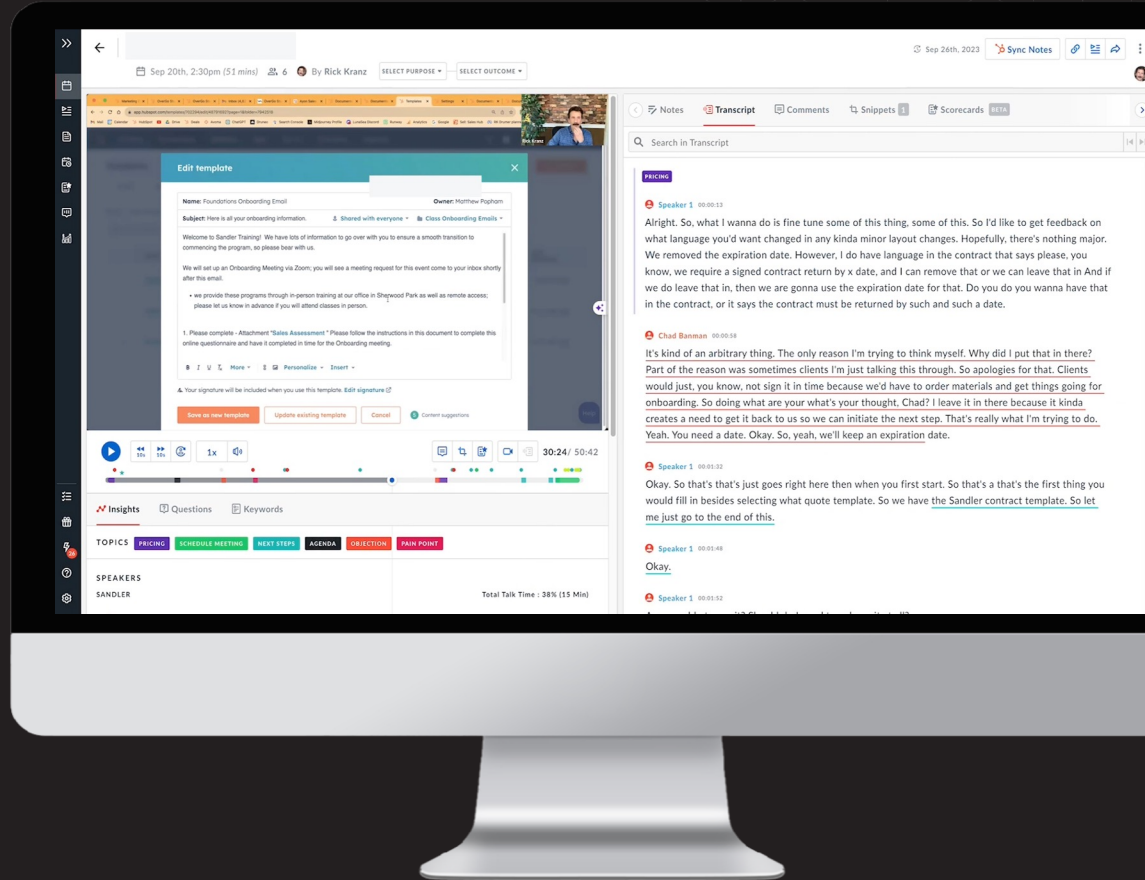 Sep 26th, 2023
Sync Notes
Sep 20th, 2:30pm (51 mins)
6
By Rick Kranz
SELECT PURPOSE
SELECT OUTCOME
Rick Kranz
Edit template
Name: Foundations Onboarding Email
Owner: Matthew Popham
Subject: Here is all your onboarding information.
Shared with everyone
Class Onboarding Emails
Welcome to Sandler Training! We have lots of information to go over with you to ensure a smooth transition to
commencing the program, so please bear with us.
We will set up an Onboarding Meeting via Zoom; you will see a meeting request for this event come to your inbox shortly
after this email.
• we provide these programs through in-person training at our office in Sherwood Park as well as remote access;
please let us know in advance if you will attend classes in person.
1. Please complete - Attachment "Sales Assessment " Please follow the instructions in this document to complete this
online questionnaire and have it completed in time for the Onboarding meeting.
B I U
More
Personalize
Insert
Your signature will be included when you use this template. Edit signature
Save as new template
Update existing template
Cancel
Content suggestions
10s
10s
1x
30:24 / 50:42
Insights
Questions
Keywords
TOPICS
PRICING
SCHEDULE MEETING
NEXT STEPS
AGENDA
OBJECTION
PAIN POINT
SPEAKERS
SANDLER
Total Talk Time : 38% (15 Min)
Notes
Transcript
Comments
Snippets 1
Scorecards BETA
Search in Transcript
PRICING
Speaker 1 00:00:13
Alright. So, what I wanna do is fine tune some of this thing, some of this. So I'd like to get feedback on
what language you'd want changed in any kinda minor layout changes. Hopefully, there's nothing major.
We removed the expiration date. However, I do have language in the contract that says please, you
know, we require a signed contract return by x date, and I can remove that or we can leave that in And if
we do leave that in, then we are gonna use the expiration date for that. Do you do you wanna have that
in the contract, or it says the contract must be returned by such and such a date.
Chad Banman 00:00:58
It's kind of an arbitrary thing. The only reason I'm trying to think myself. Why did I put that in there?
Part of the reason was sometimes clients I'm just talking this through. So apologies for that. Clients
would just, you know, not sign it in time because we'd have to order materials and get things going for
onboarding. So doing what are your what's your thought, Chad? I leave it in there because it kinda
creates a need to get it back to us so we can initiate the next step. That's really what I'm trying to do.
Yeah. You need a date. Okay. So, yeah, we'll keep an expiration date.
Speaker 1 00:01:32
Okay. So that's that's just goes right here then when you first start. So that's a that's the first thing you
would fill in besides selecting what quote template. So we have the Sandler contract template. So let
me just go to the end of this.
Speaker 1 00:01:48
Okay.
Speaker 1 00:01:52